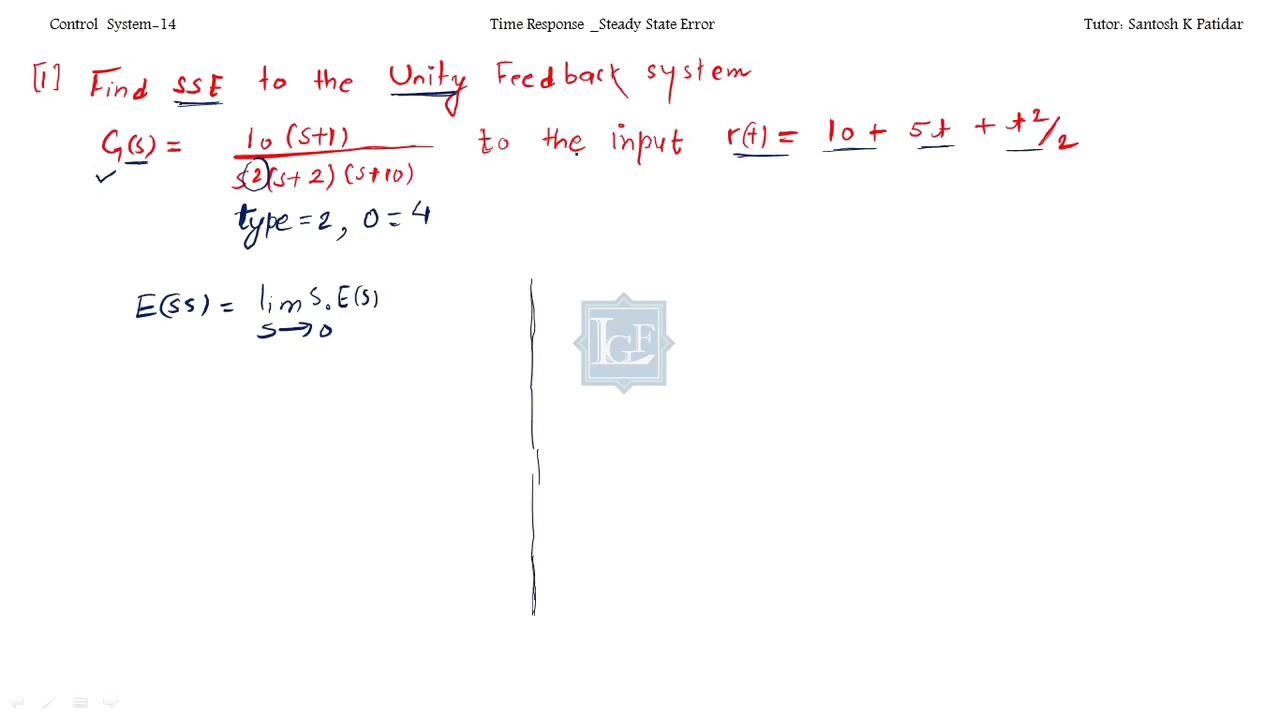 Control System-14 Time Response _Steady State Error Tutor: Santosh K Patidar
[1] Find SSE to the Unity Feedback system
G(s) = 10(s+1) / s2(s+2)(s+10) to the input r(t) = 10 + 5t + t2/2
type = 2, O = 4
E(ss) = lim s→0 S.E(s)
LGF